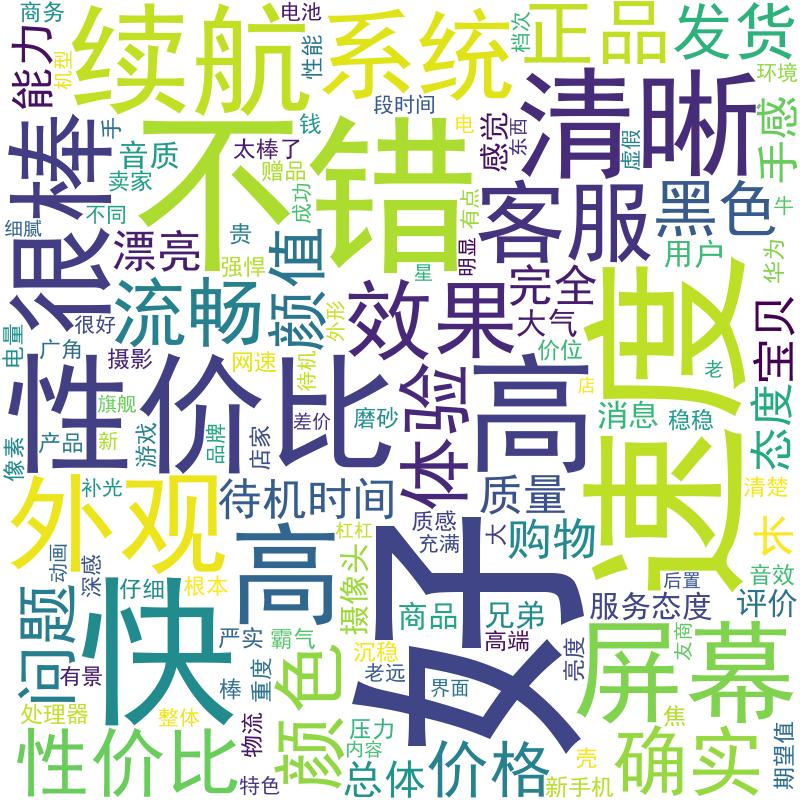 商务
电池
续航
系统
档次
正品
发货
能力
机型
性能
段时间
环境
不错
清晰
手
音质
太棒了
钱
电
感觉
东西
虚假
手感
很棒
卖家
赠品
成功
有点
客服
黑色
牛
细腻
不同
贵
颜值
明显
用户
华为
漂亮
强悍
星
完全
速度
宝贝
电量
很好
流畅
外形
效果
大气
价位
广角
摄影
网速
待机
老
性价比 高
体验
店
态度
旗舰
差价
磨砂
消息
稳稳
像素
产品
新
游戏
品牌
店家
外观
补光
待机时间
质量
清楚
快
高
杠杠
质感
充满
好
大
购物
长
动画
深感
仔细
根本
摄像头
后置
音效
问题
商品
兄弟
服务态度
评价
严实
霸气
沉稳
高端
屏幕
友商
有景
棒
重度
颜色
老远
界面
亮度
处理器
整体
物流
压力
内容
焦
期望值
性价比
特色
总体
价格
壳
新手机
确实